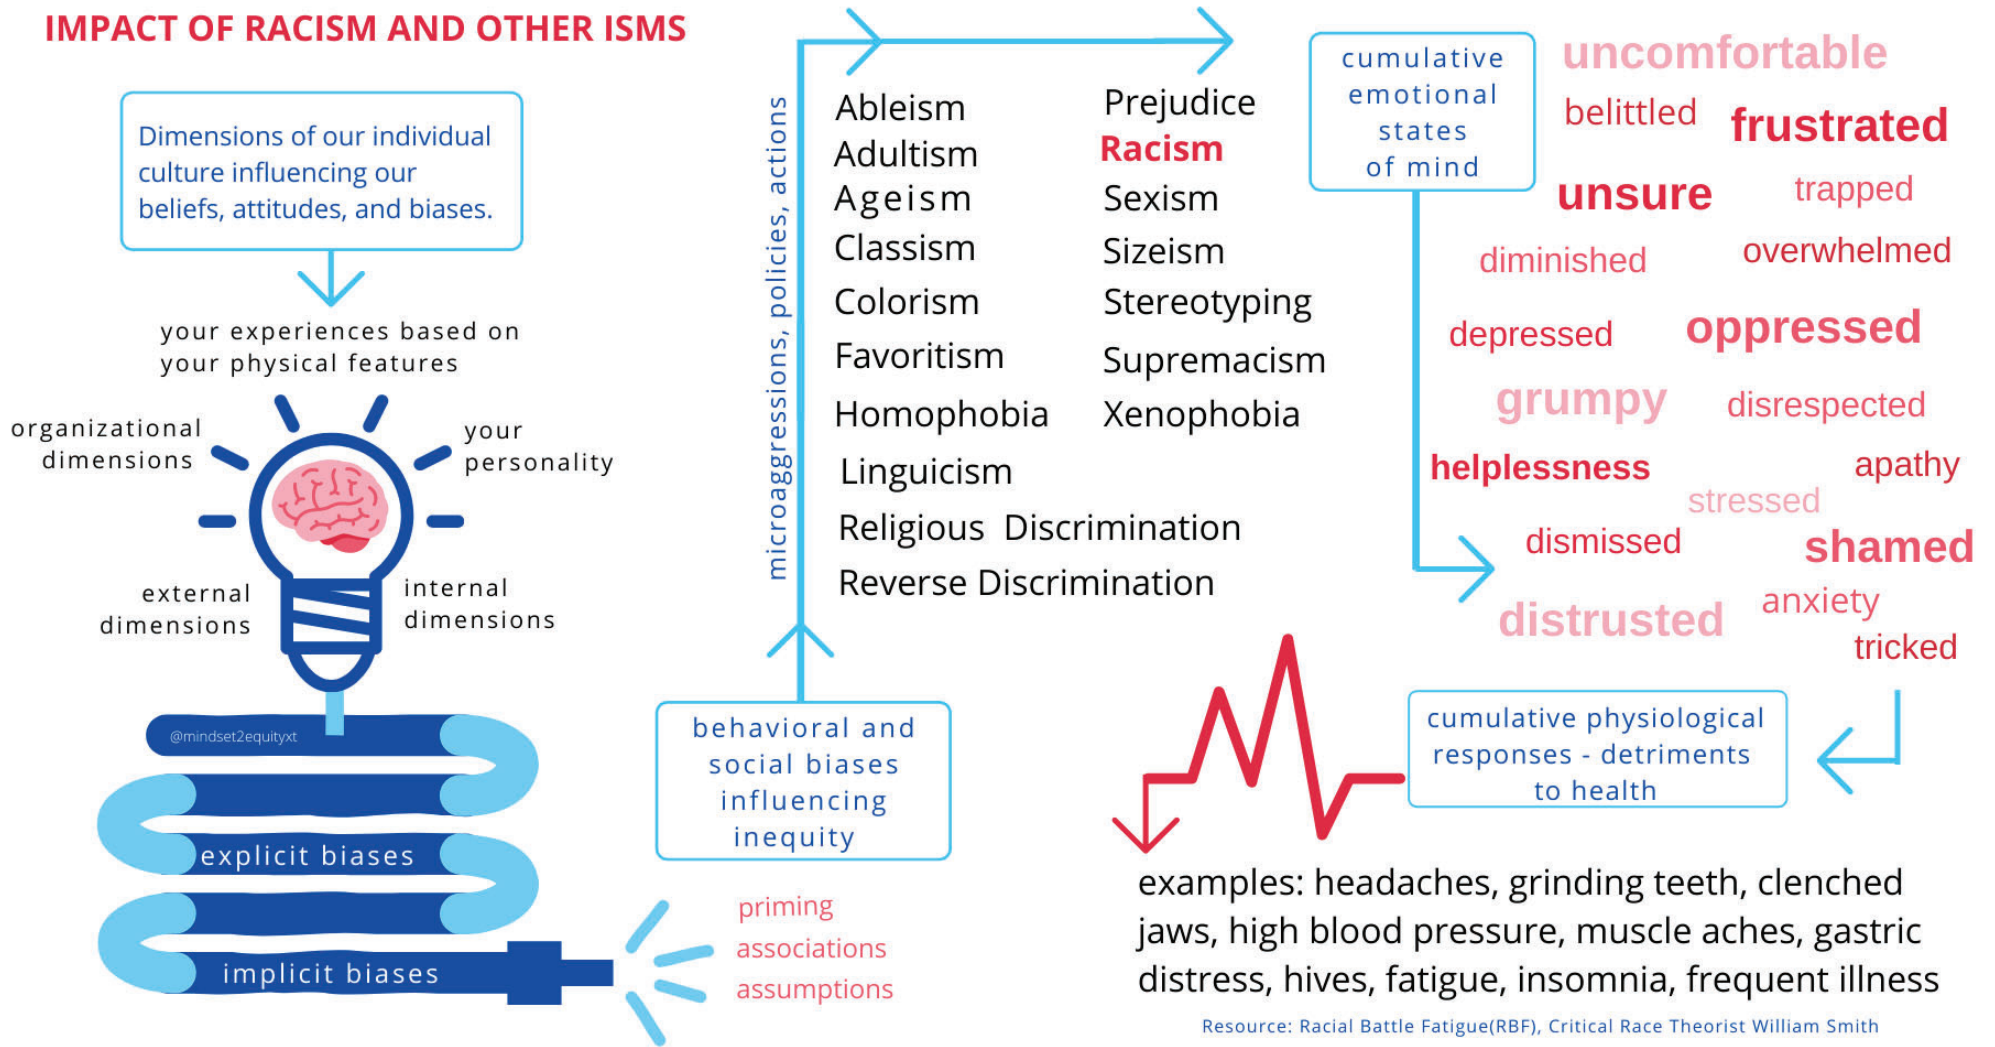 IMPACT OF RACISM AND OTHER ISMS
Dimensions of our individual
culture influencing our
beliefs, attitudes, and biases.
your experiences based on
your physical features
organizational
dimensions
your
personality
external
dimensions
internal
dimensions
@mindset2equityxt
explicit biases
implicit biases
priming
associations
assumptions
behavioral and
social biases
influencing
inequity
microaggressions, policies, actions
Ableism
Adultism
Ageism
Classism
Colorism
Favoritism
Homophobia
Linguicism
Religious Discrimination
Reverse Discrimination
Prejudice
Racism
Sexism
Sizeism
Stereotyping
Supremacism
Xenophobia
cumulative
emotional
states
of mind
uncomfortable
belittled
frustrated
unsure
trapped
diminished
overwhelmed
depressed
oppressed
grumpy
disrespected
helplessness
apathy
stressed
dismissed
shamed
anxiety
distrusted
tricked
cumulative physiological
responses - detriments
to health
examples: headaches, grinding teeth, clenched
jaws, high blood pressure, muscle aches, gastric
distress, hives, fatigue, insomnia, frequent illness
Resource: Racial Battle Fatigue(RBF), Critical Race Theorist William Smith